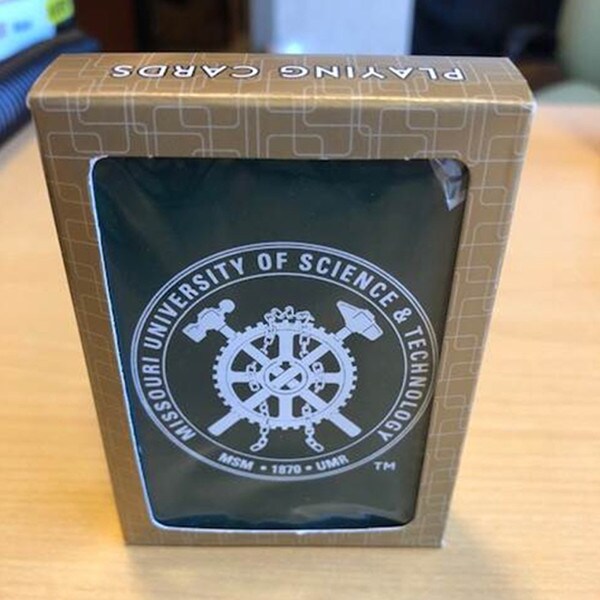 PLAYING CARDS
MISSOURI UNIVERSITY OF SCIENCE & TECHNOLOGY
MSM • 1870 • UMR
TM